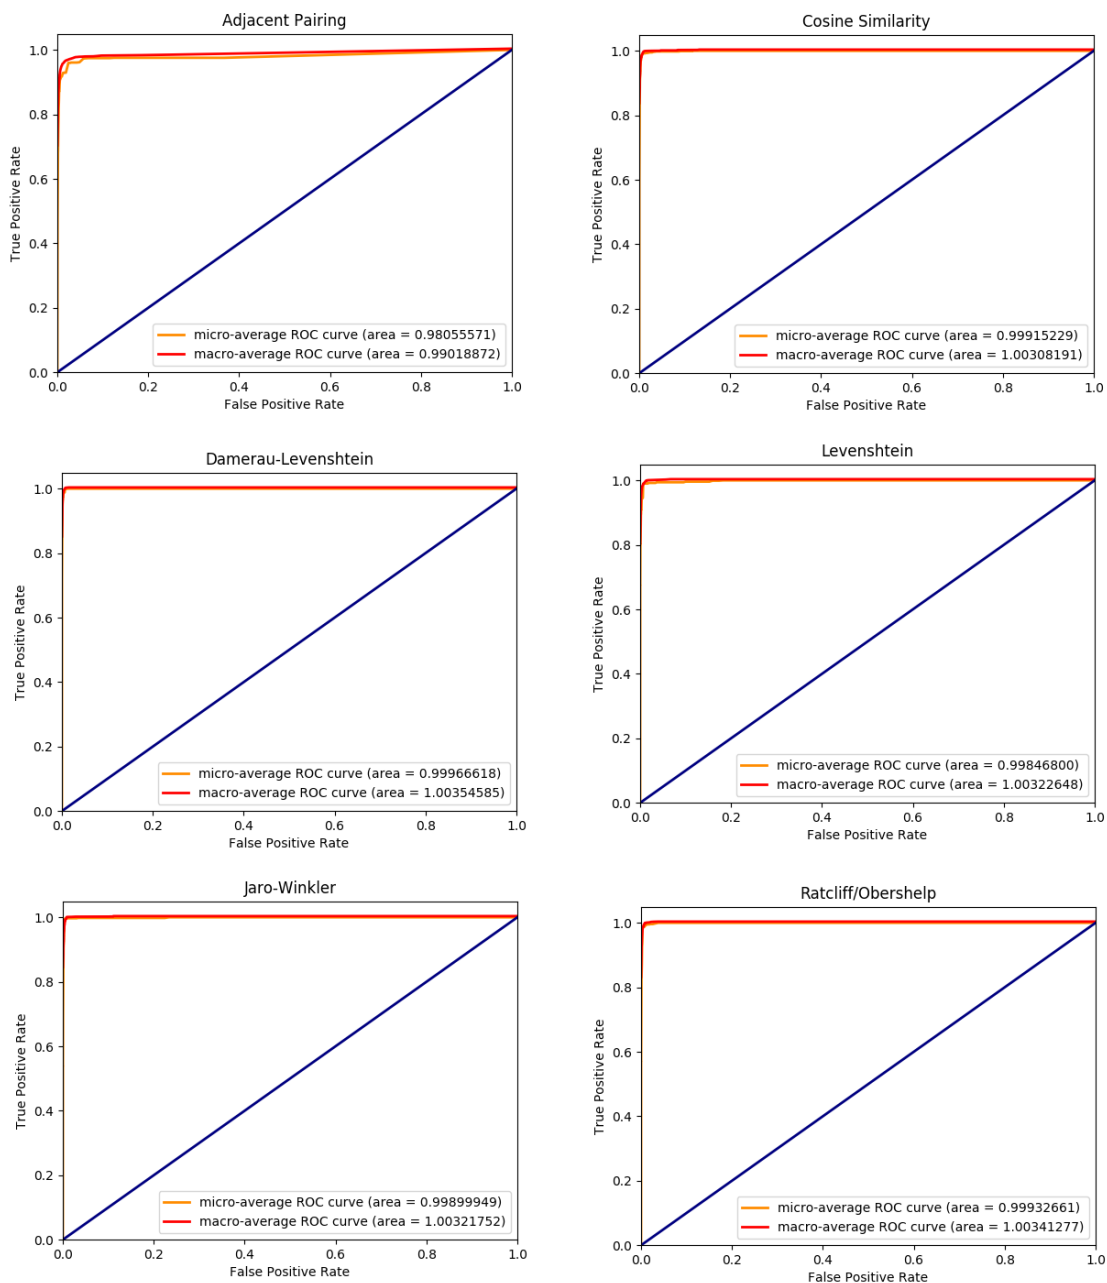 Adjacent Pairing
1.0
0.8
0.6
0.4
0.2
0.0
True Positive Rate
micro-average ROC curve (area = 0.98055571)
macro-average ROC curve (area = 0.99018872)
0.0 0.2 0.4 0.6 0.8 1.0
False Positive Rate
Cosine Similarity
1.0
0.8
0.6
0.4
0.2
0.0
True Positive Rate
micro-average ROC curve (area = 0.99915229)
macro-average ROC curve (area = 1.00308191)
0.0 0.2 0.4 0.6 0.8 1.0
False Positive Rate
Damerau-Levenshtein
1.0
0.8
0.6
0.4
0.2
0.0
True Positive Rate
micro-average ROC curve (area = 0.99966618)
macro-average ROC curve (area = 1.00354585)
0.0 0.2 0.4 0.6 0.8 1.0
False Positive Rate
Levenshtein
1.0
0.8
0.6
0.4
0.2
0.0
True Positive Rate
micro-average ROC curve (area = 0.99846800)
macro-average ROC curve (area = 1.00322648)
0.0 0.2 0.4 0.6 0.8 1.0
False Positive Rate
Jaro-Winkler
1.0
0.8
0.6
0.4
0.2
0.0
True Positive Rate
micro-average ROC curve (area = 0.99899949)
macro-average ROC curve (area = 1.00321752)
0.0 0.2 0.4 0.6 0.8 1.0
False Positive Rate
Ratcliff/Obershelp
1.0
0.8
0.6
0.4
0.2
0.0
True Positive Rate
micro-average ROC curve (area = 0.99932661)
macro-average ROC curve (area = 1.00341277)
0.0 0.2 0.4 0.6 0.8 1.0
False Positive Rate